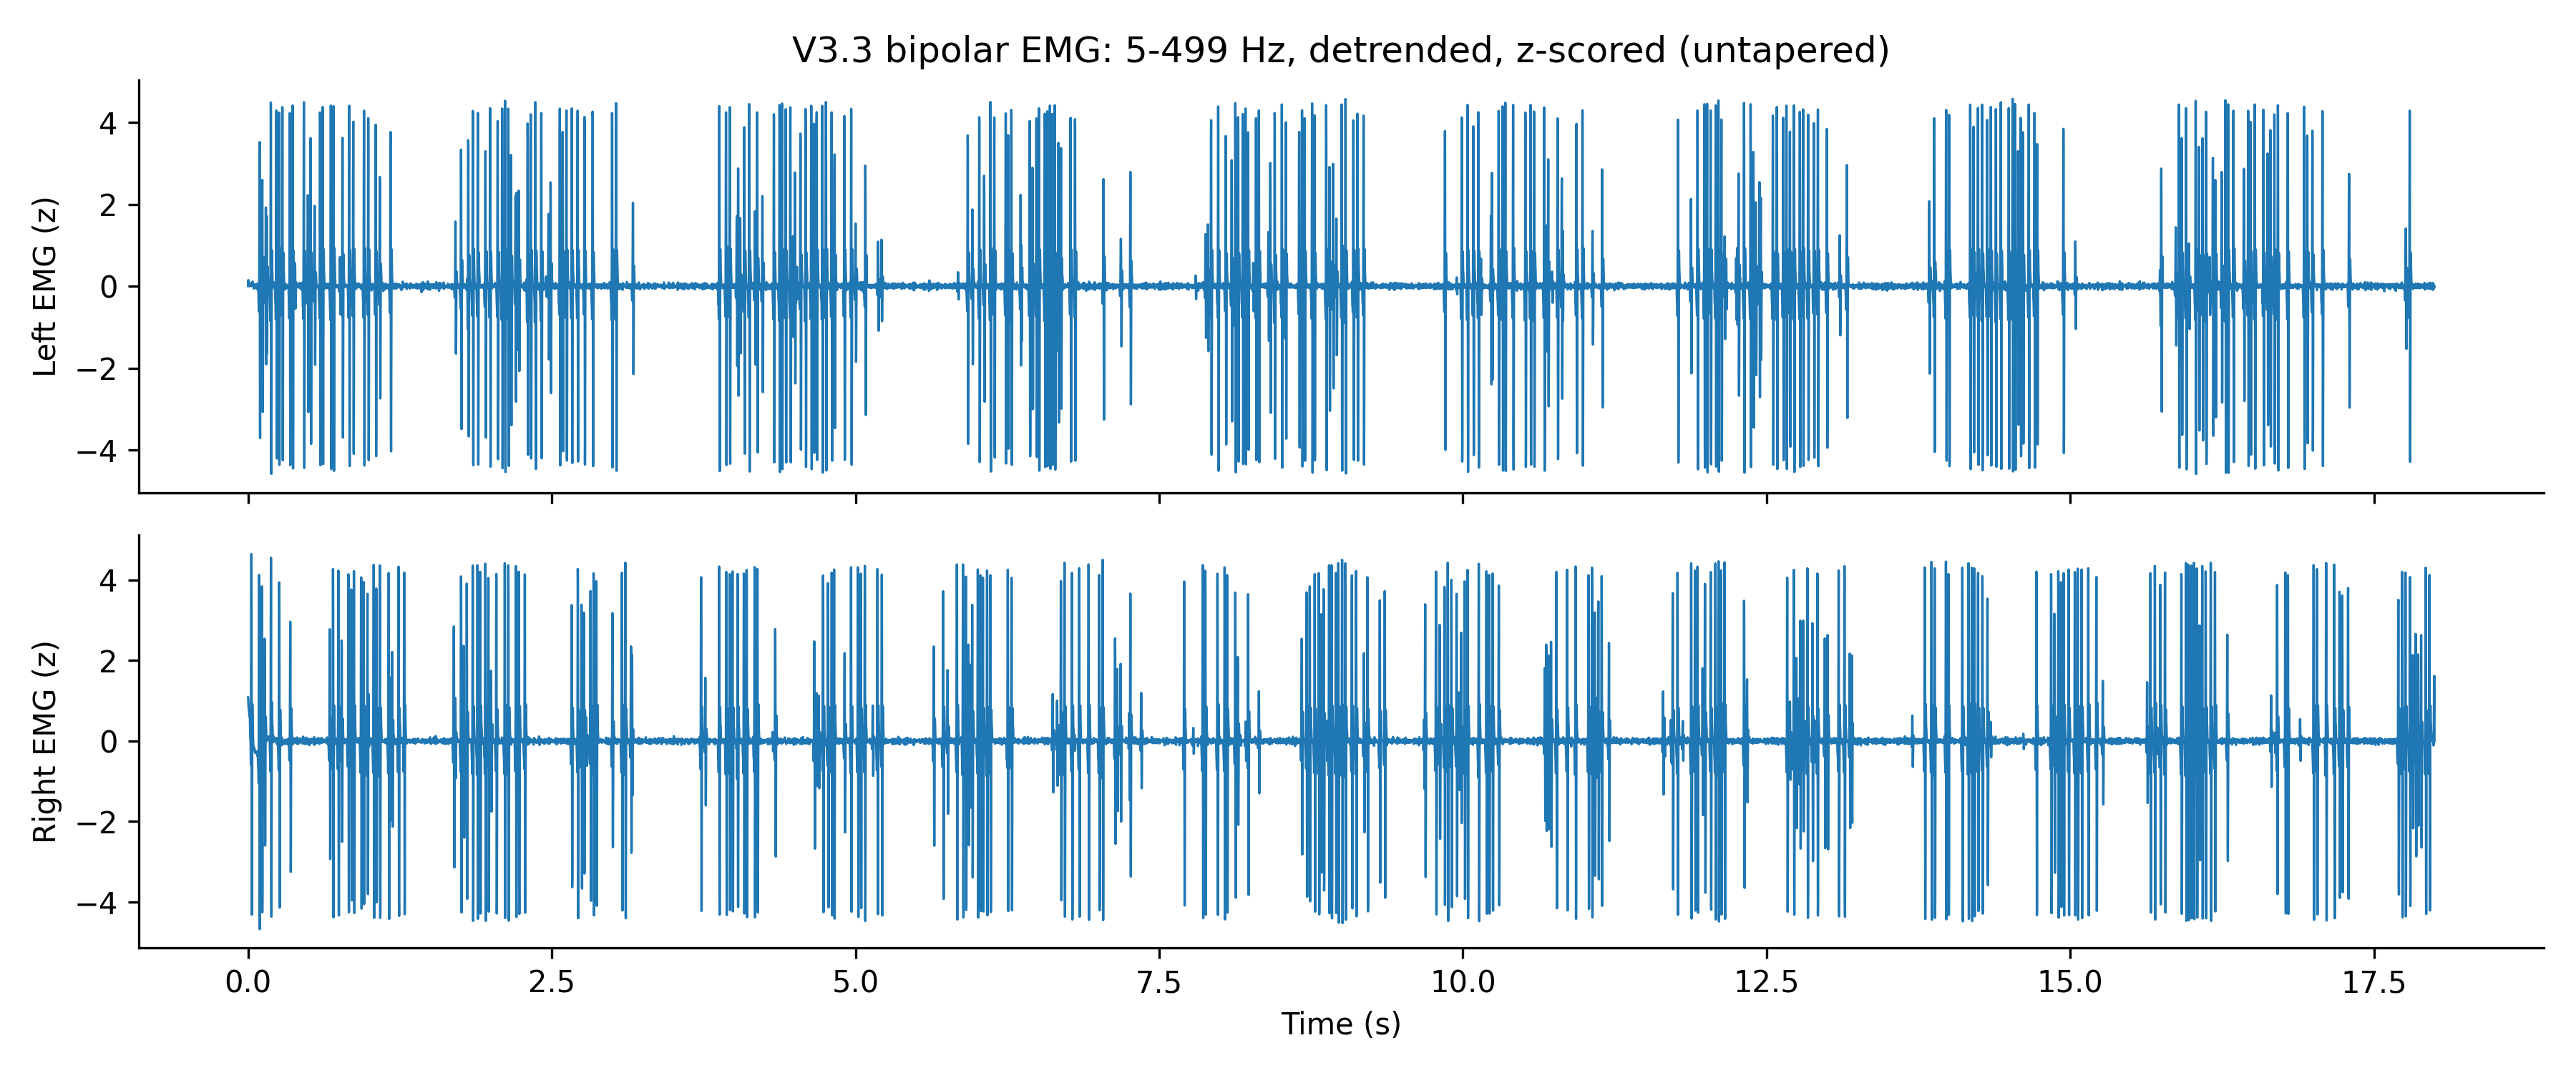 V3.3 bipolar EMG: 5-499 Hz, detrended, z-scored (untapered)
Left EMG (z)
4
2
0
−2
−4
Right EMG (z)
4
2
0
−2
−4
0.0 2.5 5.0 7.5 10.0 12.5 15.0 17.5
Time (s)